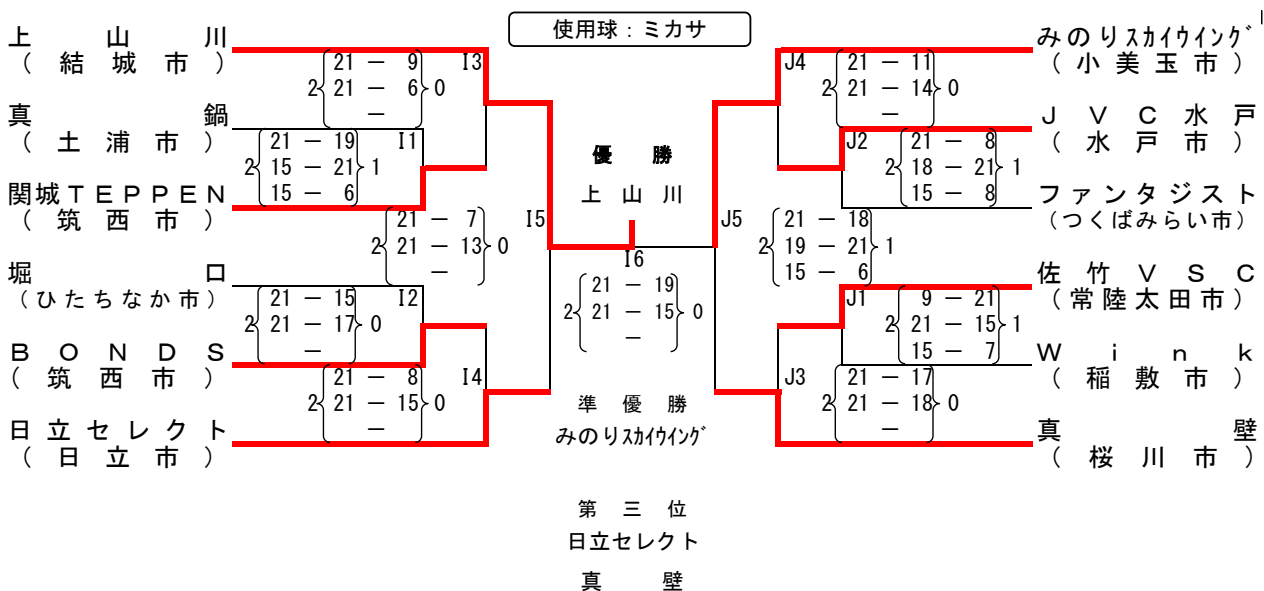 使用球：ミカサ
上山川
（結城市）
真鍋
（土浦市）
関城TEPPEN
（筑西市）
堀口
（ひたちなか市）
BONDS
（筑西市）
日立セレクト
（日立市）
I3
2 21 － 9 0
21 － 6
－
I1
2 21 － 19 1
15 － 21
15 － 6
I5
2 21 － 7 0
21 － 13
－
I2
2 21 － 15 0
21 － 17
－
I4
2 21 － 8 0
21 － 15
－
優勝
上山川
I6
2 21 － 19 0
21 － 15
－
準優勝
みのりｽｶｲｳｲﾝｸﾞ
第三位
日立セレクト
真壁
J4
2 21 － 11 0
21 － 14
－
J2
2 21 － 8 1
18 － 21
15 － 8
J5
2 21 － 18 1
19 － 21
15 － 6
J1
2 9 － 21 1
21 － 15
15 － 7
J3
2 21 － 17 0
21 － 18
－
みのりｽｶｲｳｲﾝｸﾞ
（小美玉市）
JVC水戸
（水戸市）
ファンタジスト
（つくばみらい市）
佐竹VSC
（常陸太田市）
Wink
（稲敷市）
真壁
（桜川市）